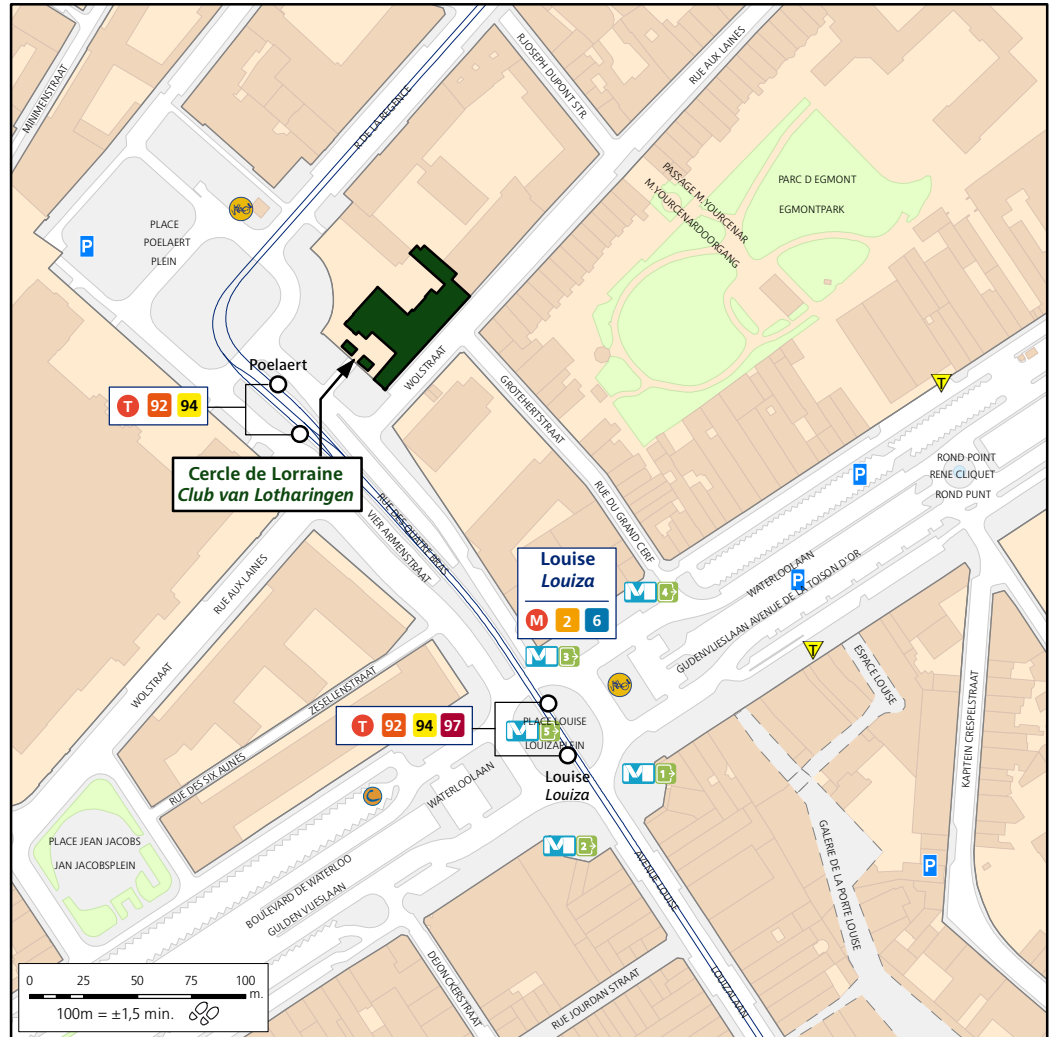 MINIMENSTRAAT
R.DE LA REGENCE
R.JOSEPH DUPONT STR.
RUE AUX LAINES
PARC D EGMONT
EGMONTPARK
PASSAGE M.YOURCENAR
M.YOURCENARDOORGANG
PLACE
POELAERT
PLEIN
P
Poelaert
T 92 94
WOLSTRAAT
GROTEHERTSTRAAT
Cercle de Lorraine
Club van Lotharingen
T
P
ROND POINT
RENE CLIQUET
ROND PUNT
RUE DES QUATRE BRAS
VIER ARMENSTRAAT
RUE DU GRAND CERF
Louise
Louiza
M 2 6
M 4
M 3
WATERLOOLAAN
P
GUDENVLIESLAAN AVENUE DE LA TOISON D'OR
T
ESPACE LOUISE
KAPITEIN CRESPELSTRAAT
RUE AUX LAINES
WOLSTRAAT
ZESELLENSTRAAT
RUE DES SIX AUNES
T 92 94 97
PLACE LOUISE
M 5
LOUIZAPLEIN
Louise
Louiza
M 1
M 2
C
WATERLOOLAAN
BOULEVARD DE WATERLOO
GULDEN VLIESLAAN
PLACE JEAN JACOBS
JAN JACOBSPLEIN
AVENUE LOUISE
LOUIZALAAN
GALERIE DE LA PORTE LOUISE
P
DEJONCKERSTRAAT
RUE JOURDAN STRAAT
0 25 50 75 100
m.
100m = ±1,5 min.